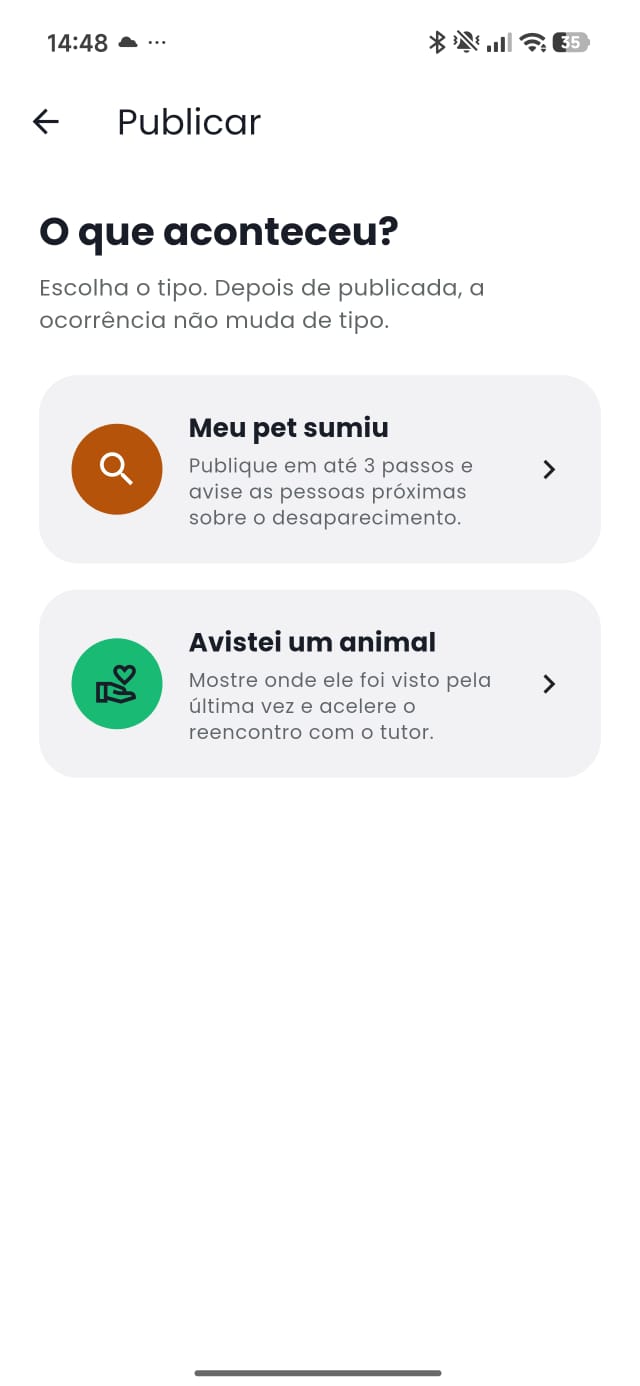 14:48
35
Publicar
O que aconteceu?
Escolha o tipo. Depois de publicada, a
ocorrência não muda de tipo.
Meu pet sumiu
Publique em até 3 passos e
avise as pessoas próximas
sobre o desaparecimento.
Avistei um animal
Mostre onde ele foi visto pela
última vez e acelere o
reencontro com o tutor.